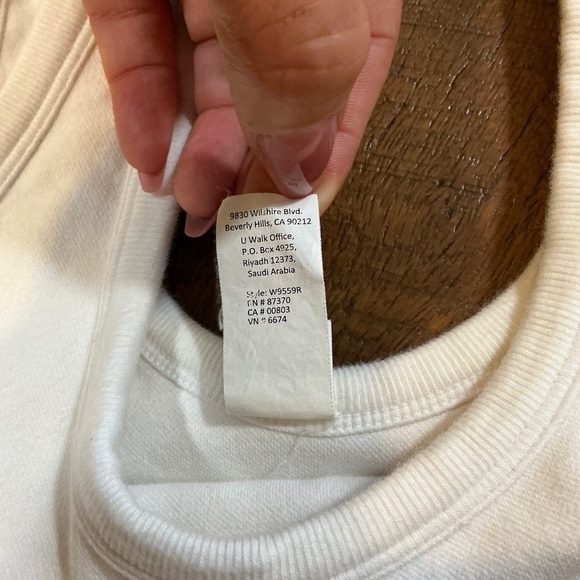 9830 Wilshire Blvd.
Beverly Hills, CA 90212
U Walk Office,
P.O. Box 4925,
Riyadh 12373,
Saudi Arabia
Style: W9559R
RN # 87370
CA # 00803
VN # 6674